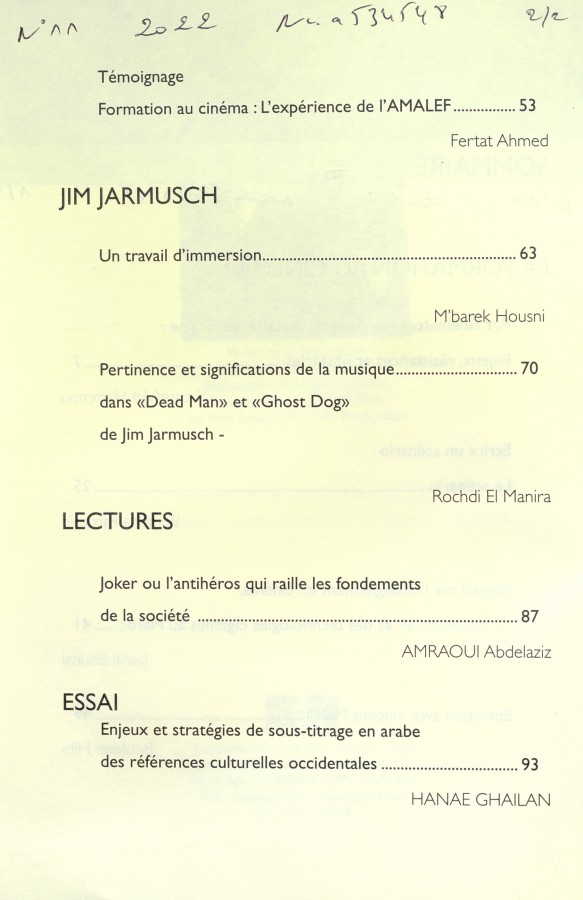 N°11 2022 Nu. a 534548 2/2
Témoignage
Formation au cinéma : L'expérience de l'AMALEF................ 53
Fertat Ahmed
JIM JARMUSCH
Un travail d'immersion.................................................................. 63
M'barek Housni
Pertinence et significations de la musique............................... 70
dans «Dead Man» et «Ghost Dog»
de Jim Jarmusch -
Rochdi El Manira
LECTURES
Joker ou l'antihéros qui raille les fondements
de la société .................................................................................. 87
AMRAOUI Abdelaziz
ESSAI
Enjeux et stratégies de sous-titrage en arabe
des références culturelles occidentales ................................... 93
HANAE GHAILAN